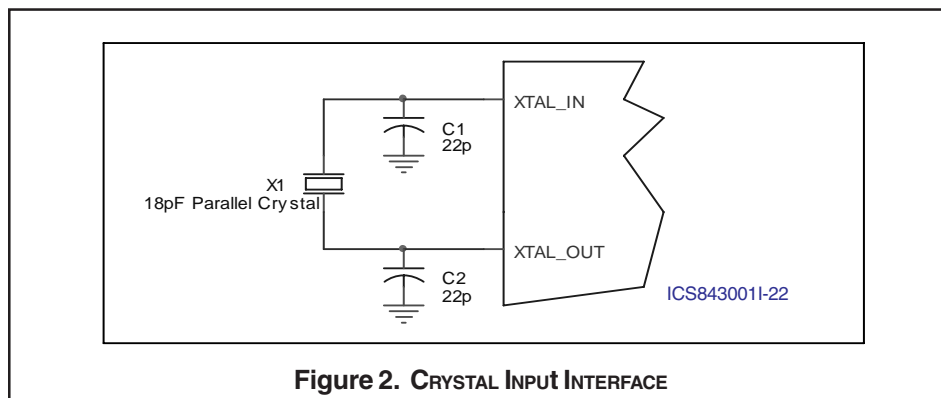 XTAL_IN
C1
22p
X1
18pF Parallel Crystal
XTAL_OUT
C2
22p
ICS843001I-22
Figure 2. CRYSTAL INPUt INTERFACE